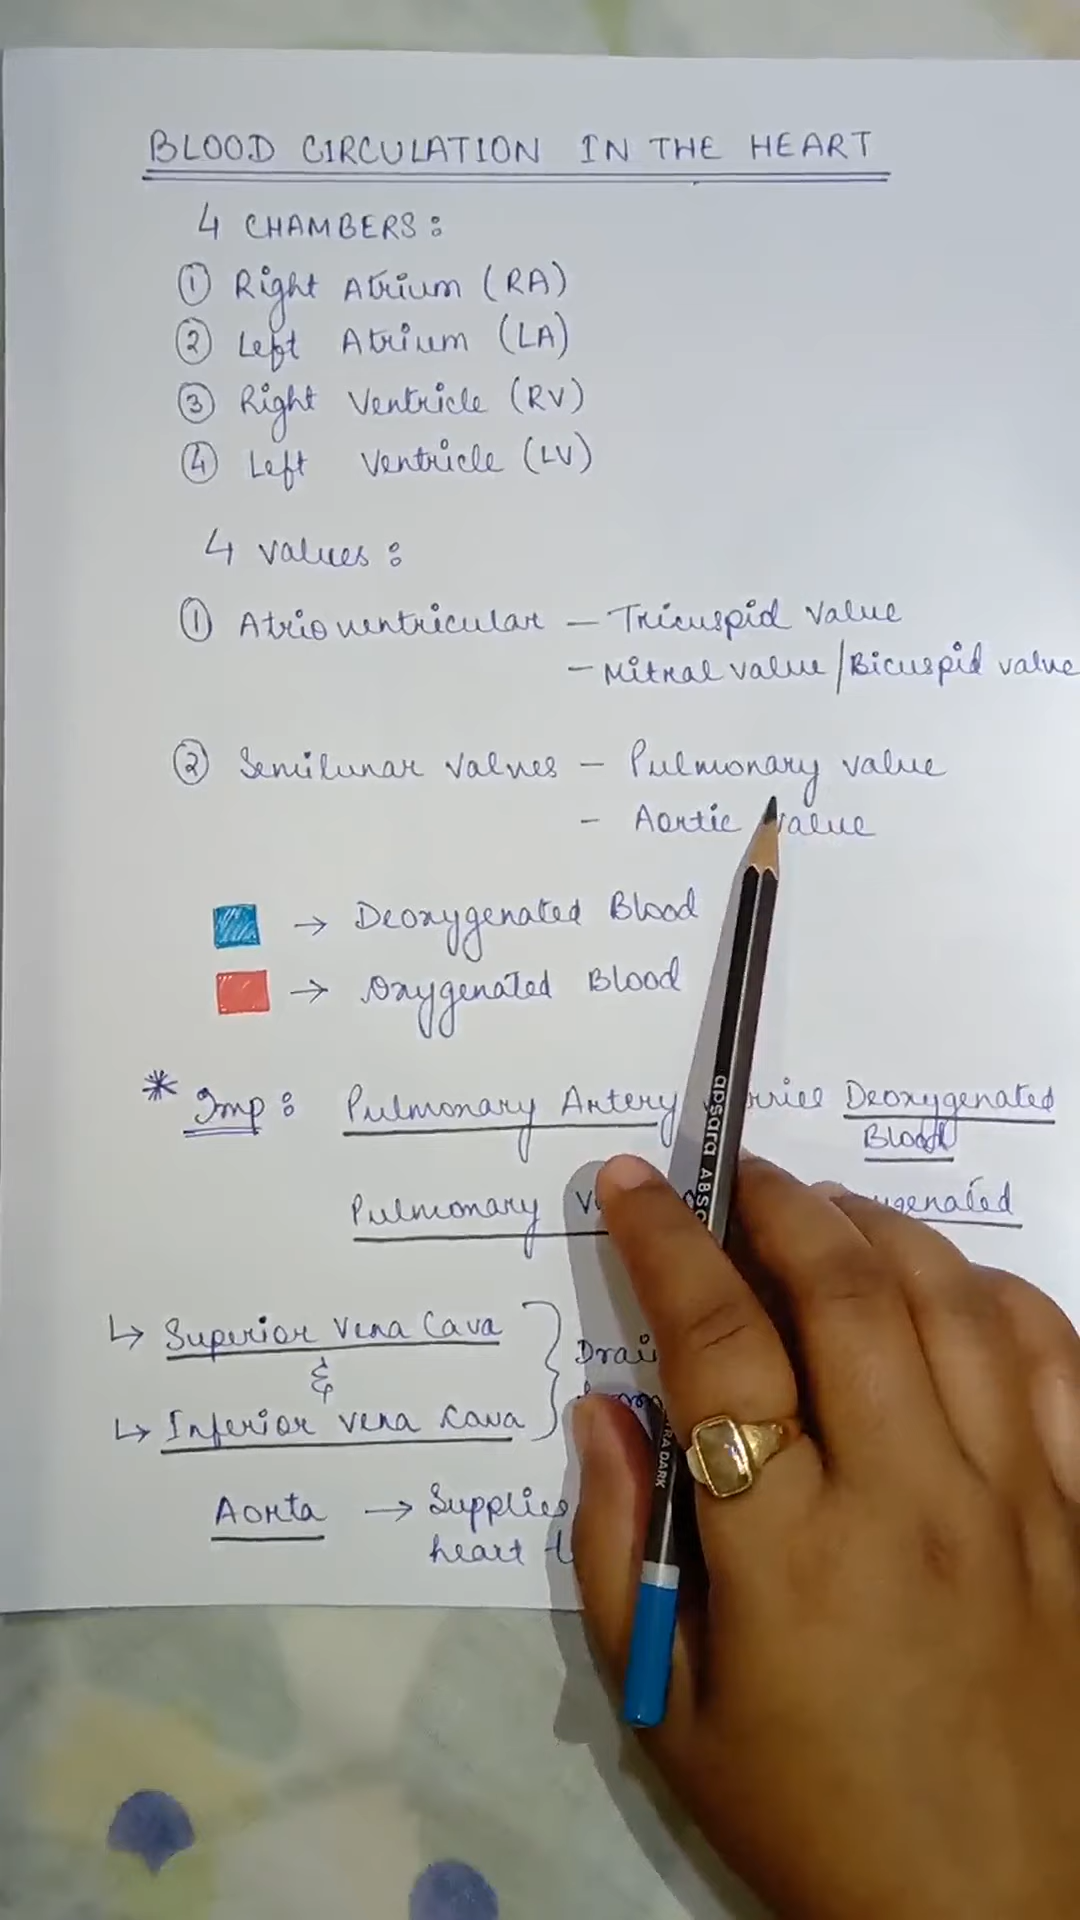 BLOOD CIRCULATION IN THE HEART
4 CHAMBERS:
① Right Atrium (RA)
② Left Atrium (LA)
③ Right Ventricle (RV)
④ Left Ventricle (LV)
4 valves:
① Atrioventricular – Tricuspid valve
– Mitral valve/Bicuspid valve
② Semilunar valves – Pulmonary valve
– Aortic valve
→ Deoxygenated Blood
→ Oxygenated Blood
* Imp: Pulmonary Artery Deoxygenated
Blood
Pulmonary
↳ Superior Vena Cava
&
↳ Inferior Vena Cava
Aorta → Supplies
heart
apsara ABSO
RA DARK